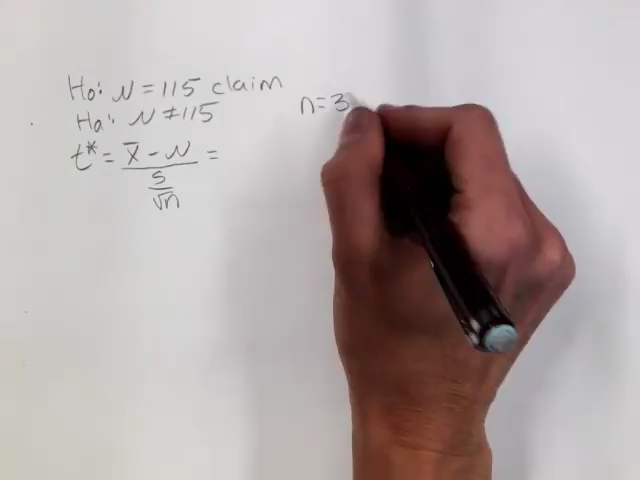 Ho: μ = 115 claim
Ha: μ ≠ 115
n=3
t* = x̄ - μ / s/√n =